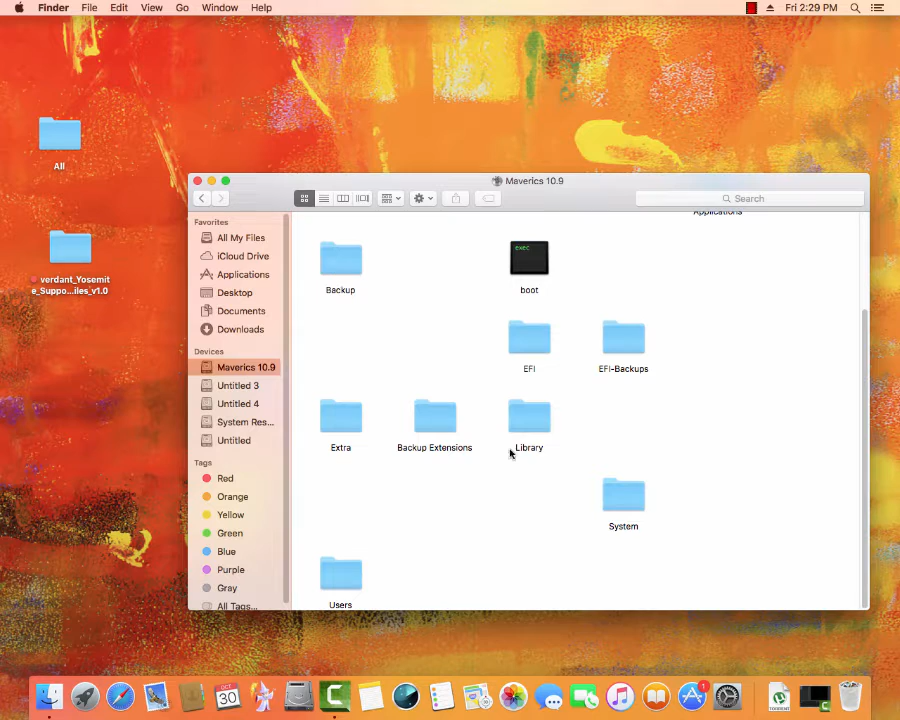 Finder File Edit View Go Window Help Fri 2:29 PM
All
verdant_Yosemit
e_Suppo...iles_v1.0
Maverics 10.9
Search
Favorites
All My Files
iCloud Drive
Applications
Desktop
Documents
Downloads
Devices
Maverics 10.9
Untitled 3
Untitled 4
System Res...
Untitled
Tags
Red
Orange
Yellow
Green
Blue
Purple
Gray
All Tags...
Applications
exec
Backup boot
EFI EFI-Backups
Extra Backup Extensions Library
System
Users
OCT
30
1
TORRENT